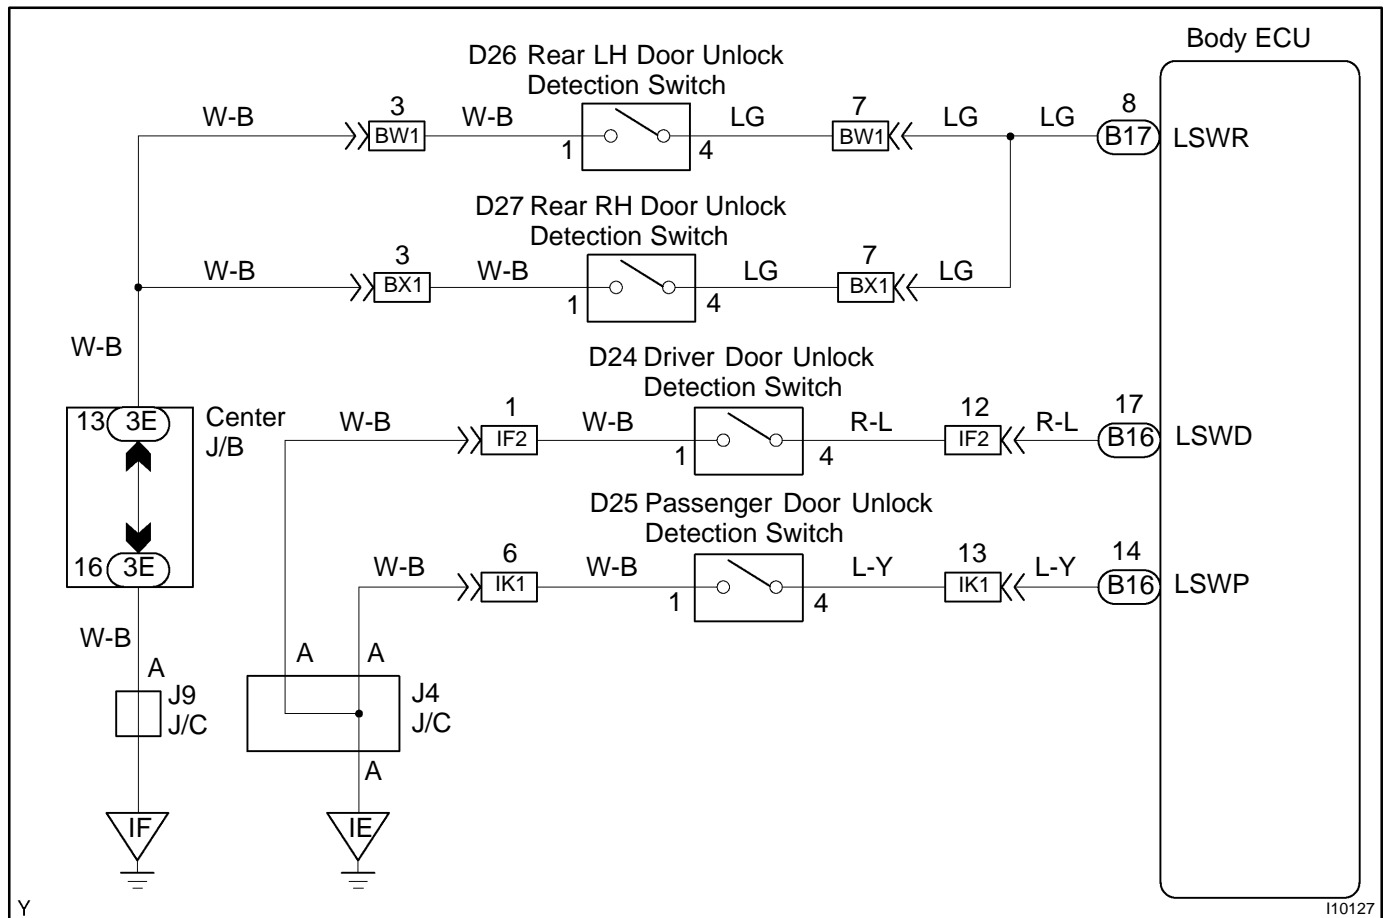 Body ECU
D26 Rear LH Door Unlock
Detection Switch
W-B
3
BW1
W-B
1
4
LG
7
BW1
LG
LG
8
B17
LSWR
D27 Rear RH Door Unlock
Detection Switch
W-B
3
BX1
W-B
1
4
LG
7
BX1
LG
W-B
D24 Driver Door Unlock
Detection Switch
13
3E
Center
J/B
W-B
1
IF2
W-B
1
4
R-L
12
IF2
R-L
17
B16
LSWD
D25 Passenger Door Unlock
Detection Switch
16
3E
W-B
6
IK1
W-B
1
4
L-Y
13
IK1
L-Y
14
B16
LSWP
W-B
A
J9
J/C
A
A
J4
J/C
A
IF
IE
Y
I10127